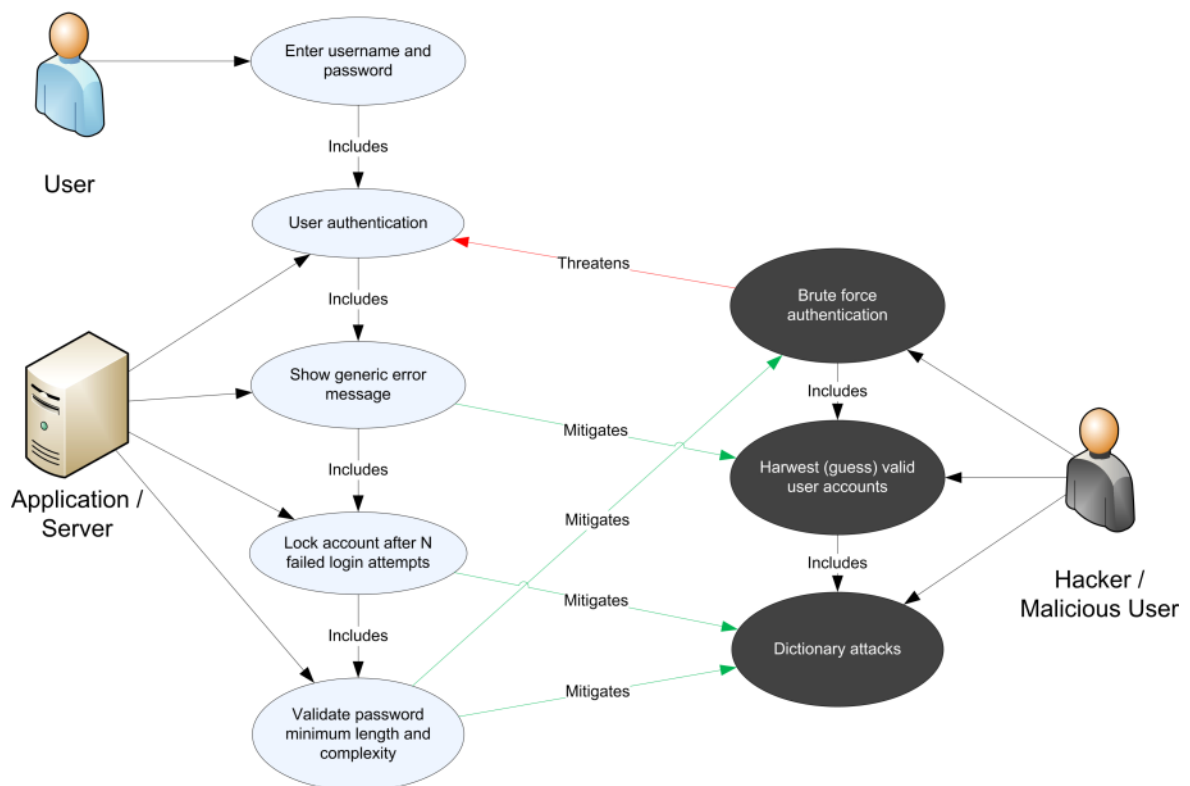 Enter username and
password
User
Includes
User authentication
Threatens
Brute force
authentication
Includes
Show generic error
message
Includes
Mitigates
Harwest (guess) valid
user accounts
Application /
Server
Includes
Mitigates
Lock account after N
failed login attempts
Includes
Mitigates
Hacker /
Malicious User
Includes
Dictionary attacks
Mitigates
Validate password
minimum length and
complexity